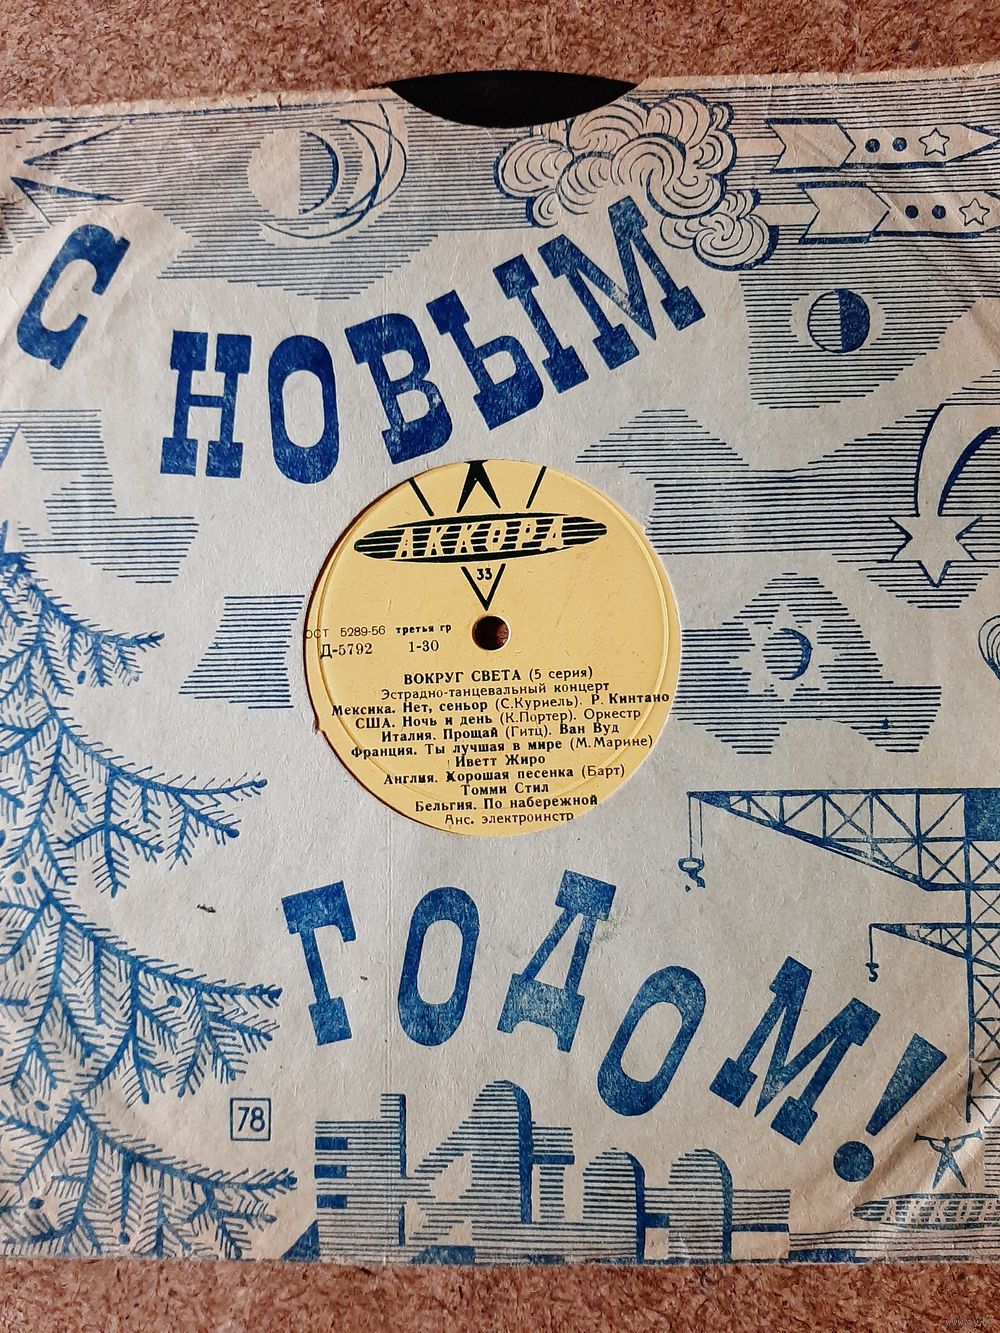 С НОВЫМ
АККОРД
33
ОСТ 5289-56 третья гр
Д-5792 1-30
ВОКРУГ СВЕТА (5 серия)
Эстрадно-танцевальный концерт
Мексика. Нет, сеньор (С.Куриель). Р. Кинтано
США. Ночь и день (К.Портер). Оркестр
Италия. Прощай (Гитц). Ван Вуд
Франция. Ты лучшая в мире (М.Марине)
Иветт Жиро
Англия. Хорошая песенка (Барт)
Томми Стил
Бельгия. По набережной
Анс. электроинстр
ГОДОМ!
78
АККОР